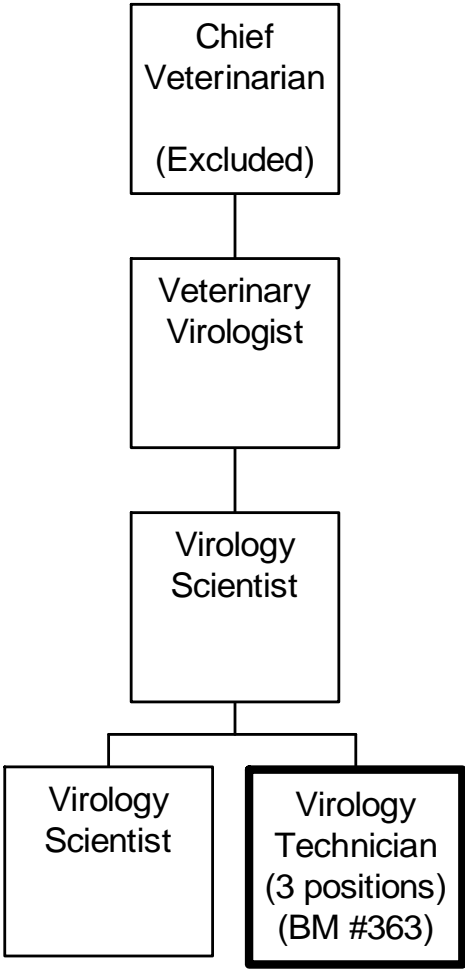 Chief
Veterinarian
(Excluded)
Veterinary
Virologist
Virology
Scientist
Virology
Scientist
Virology
Technician
(3 positions)
(BM #363)